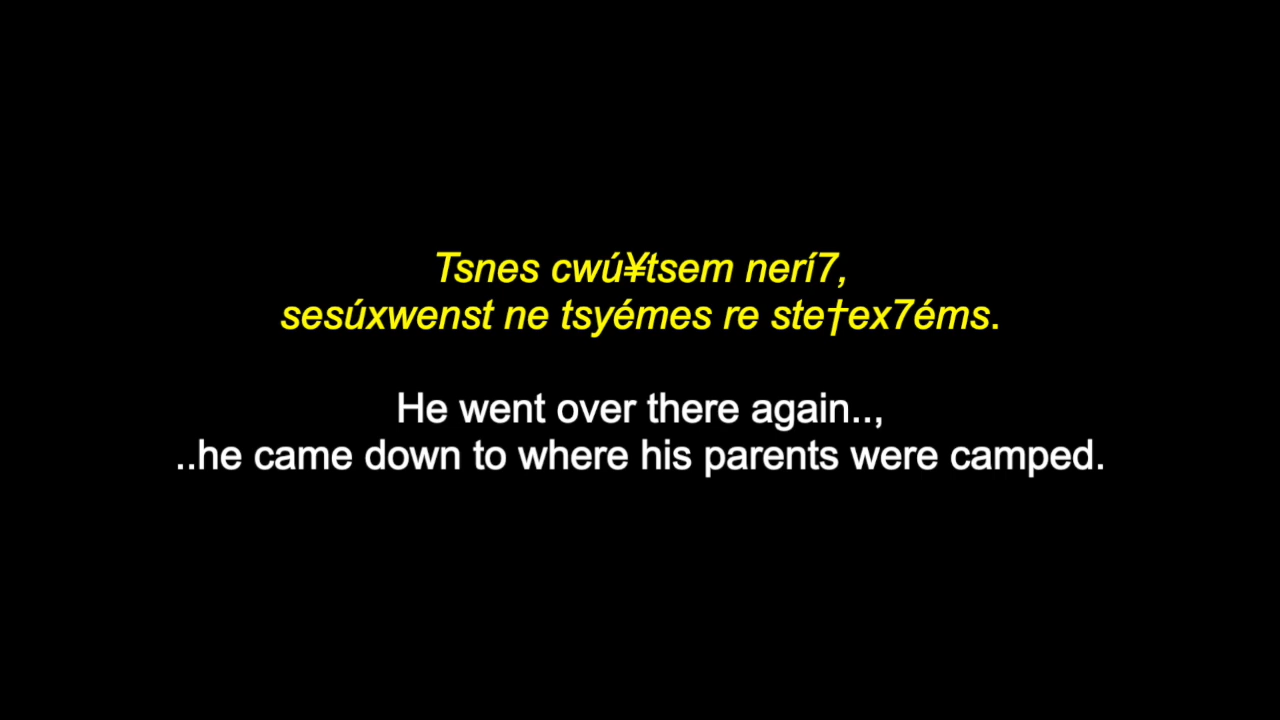 Tsnes cwú¥tsem nerí7,
sesúxwenst ne tsyémes re ste†ex7éms.
He went over there again..,
..he came down to where his parents were camped.